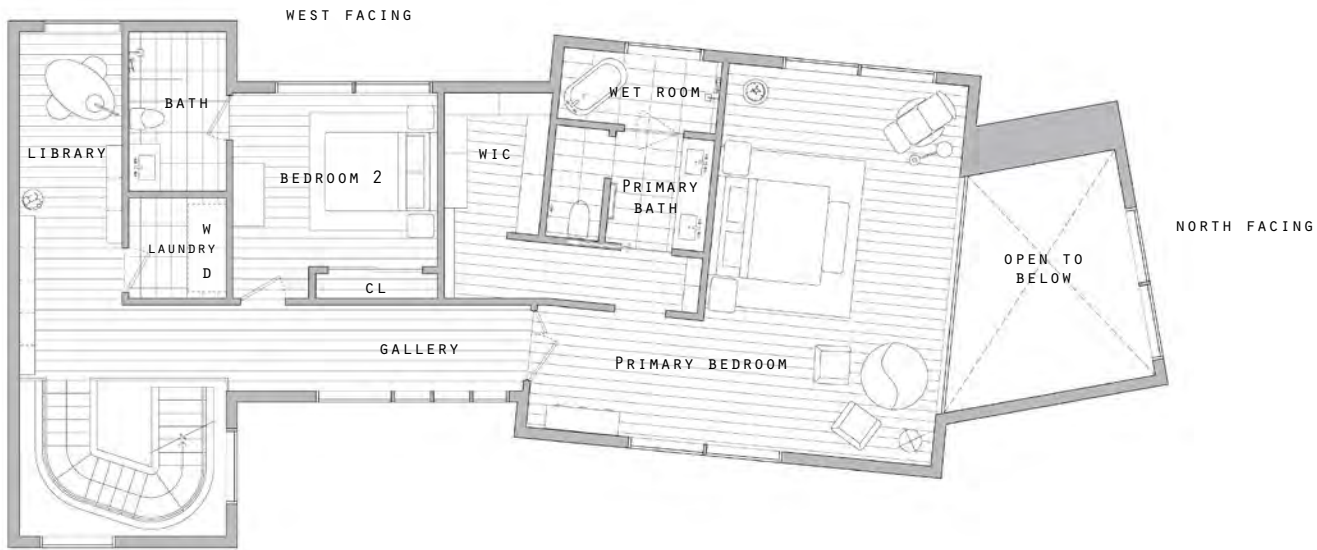 WEST FACING
WET ROOM
BATH
LIBRARY
WIC
BEDROOM 2
PRIMARY
BATH
NORTH FACING
W
LAUNDRY
D
OPEN TO
BELOW
CL
GALLERY
PRIMARY BEDROOM